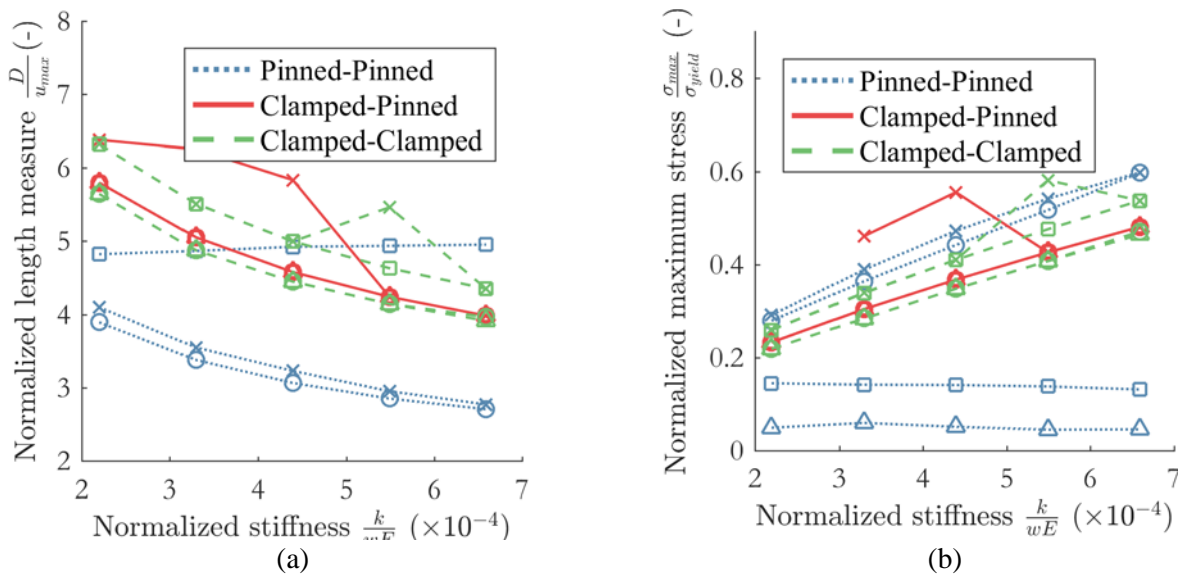 8
7
6
5
4
3
2
2 3 4 5 6 7
Normalized length measure D/u_max (-)
Pinned-Pinned
Clamped-Pinned
Clamped-Clamped
Normalized stiffness k/wE (×10⁻⁴)
(a)
0.8
0.6
0.4
0.2
0
2 3 4 5 6 7
Normalized maximum stress σ_max/σ_yield (-)
Pinned-Pinned
Clamped-Pinned
Clamped-Clamped
Normalized stiffness k/wE (×10⁻⁴)
(b)